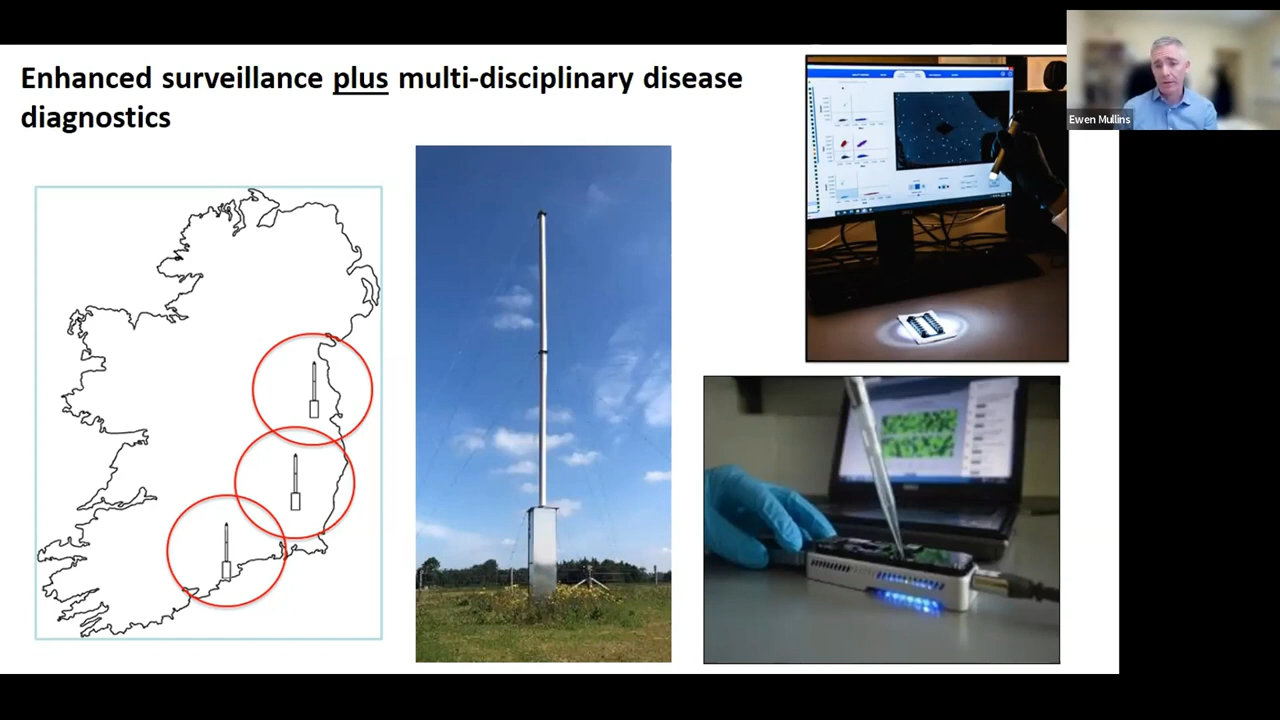 Enhanced surveillance plus multi-disciplinary disease
diagnostics
Ewen Mullins